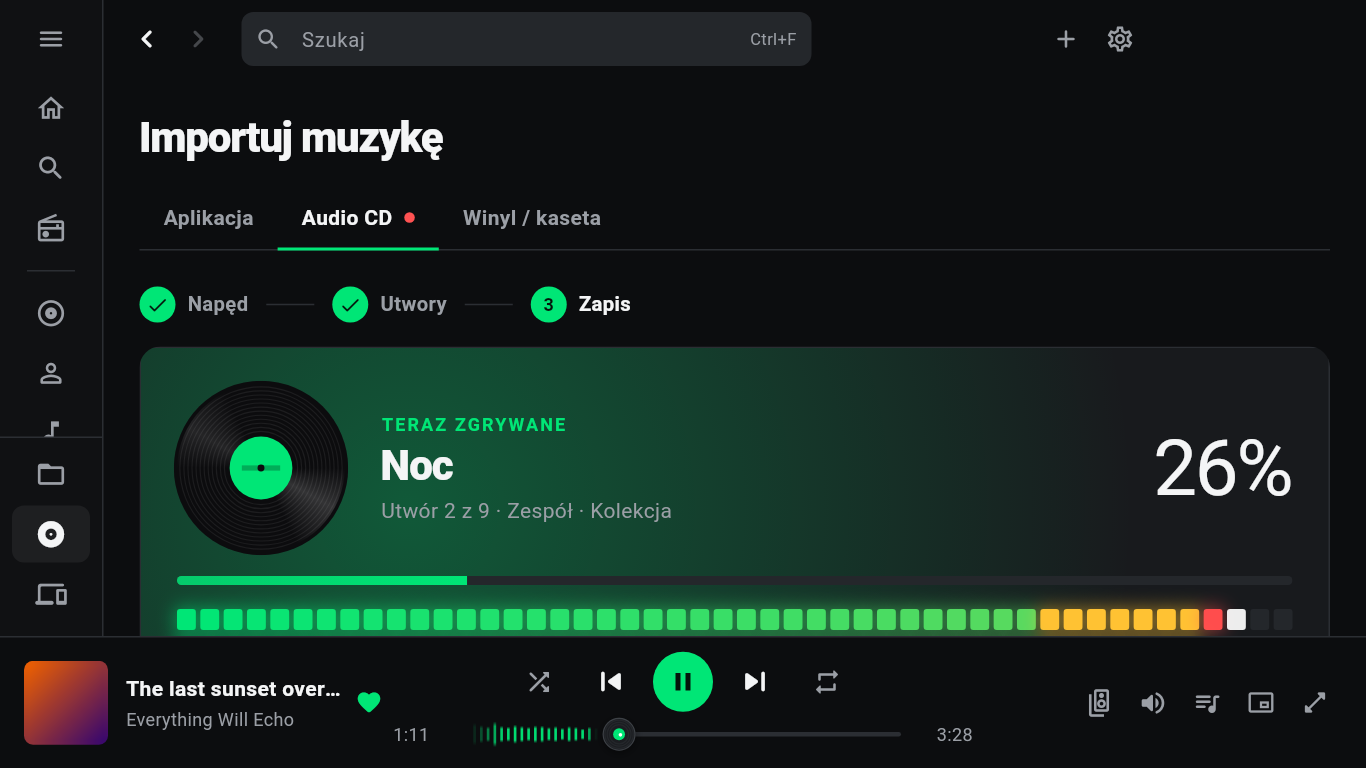 Szukaj Ctrl+F
Importuj muzykę
Aplikacja Audio CD Winyl / kaseta
Napęd Utwory 3 Zapis
TERAZ ZGRYWANE
Noc
Utwór 2 z 9 · Zespół · Kolekcja
26%
The last sunset over…
Everything Will Echo
1:11 3:28